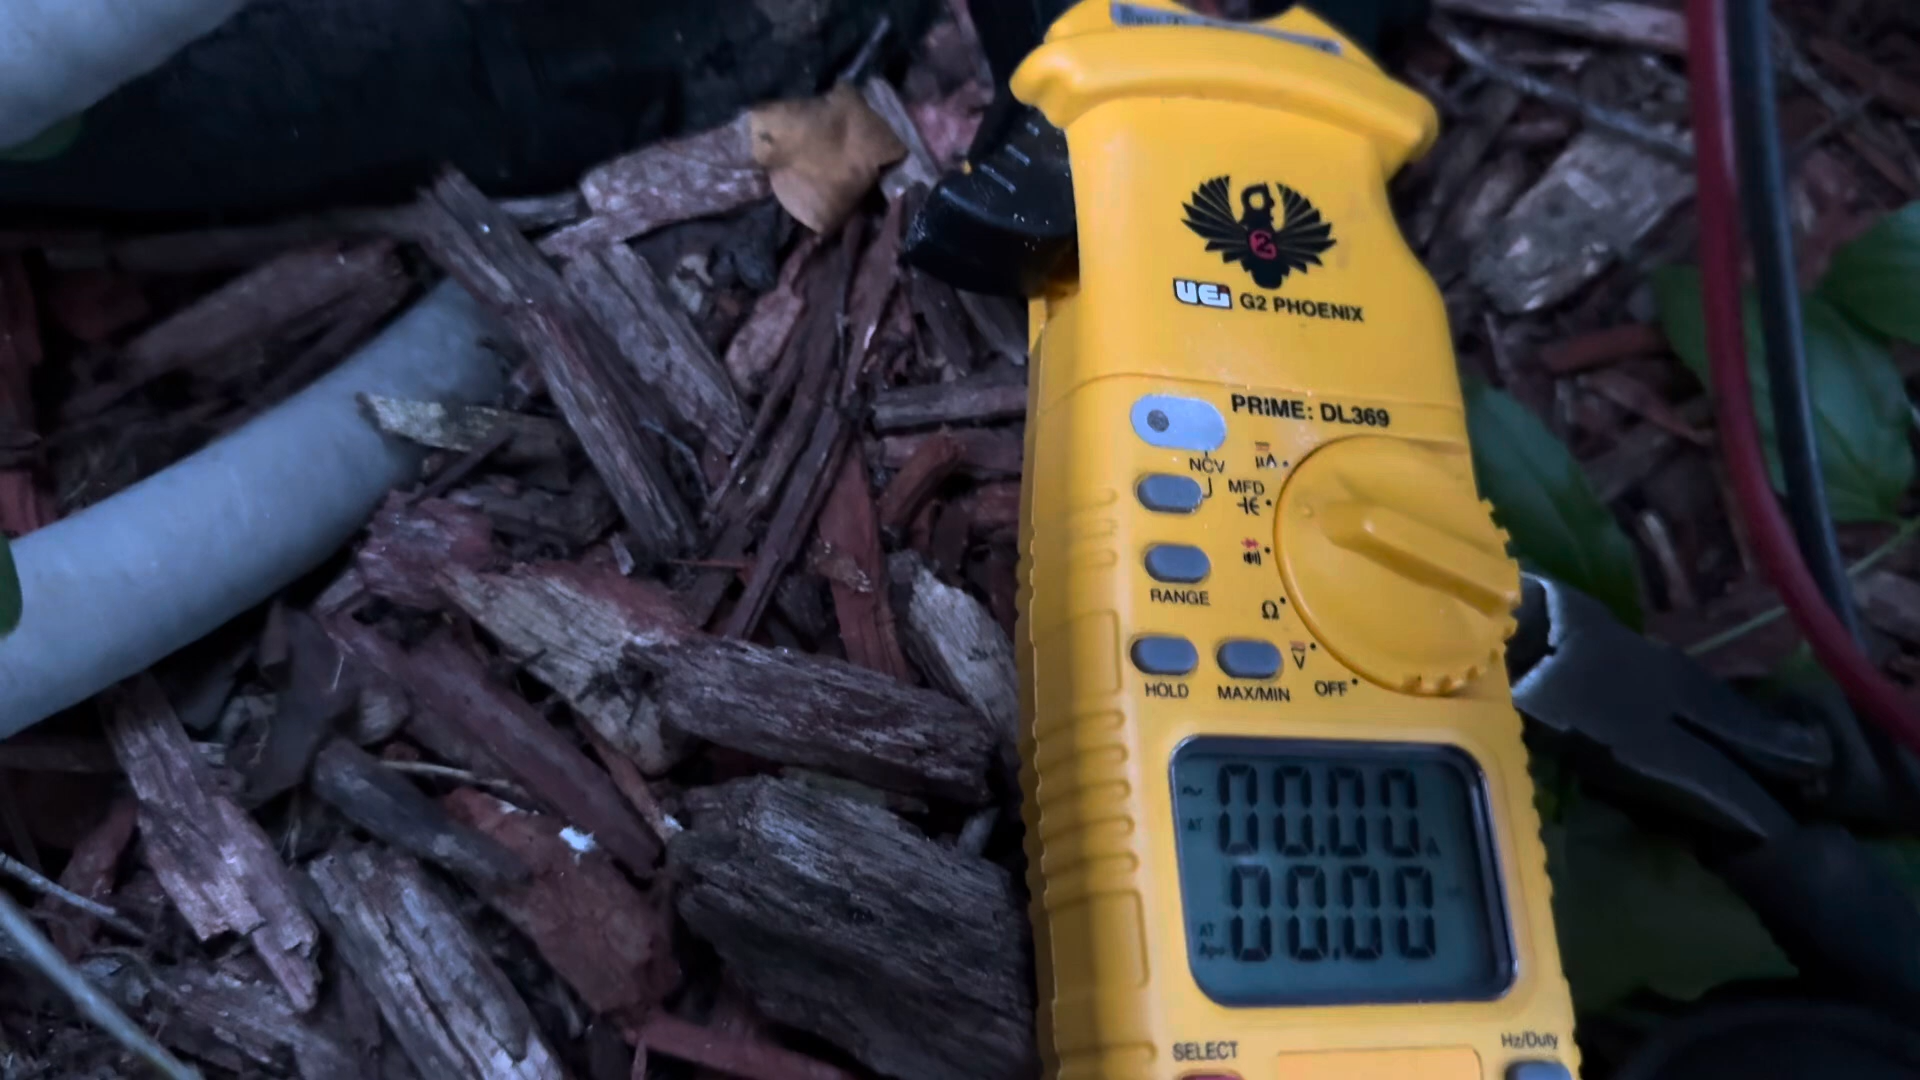 2
UEi G2 PHOENIX
PRIME: DL369
NCV
µA
MFD
RANGE
Ω
V
HOLD
MAX/MIN
OFF
00.00 A
00.00
SELECT
Hz/Duty